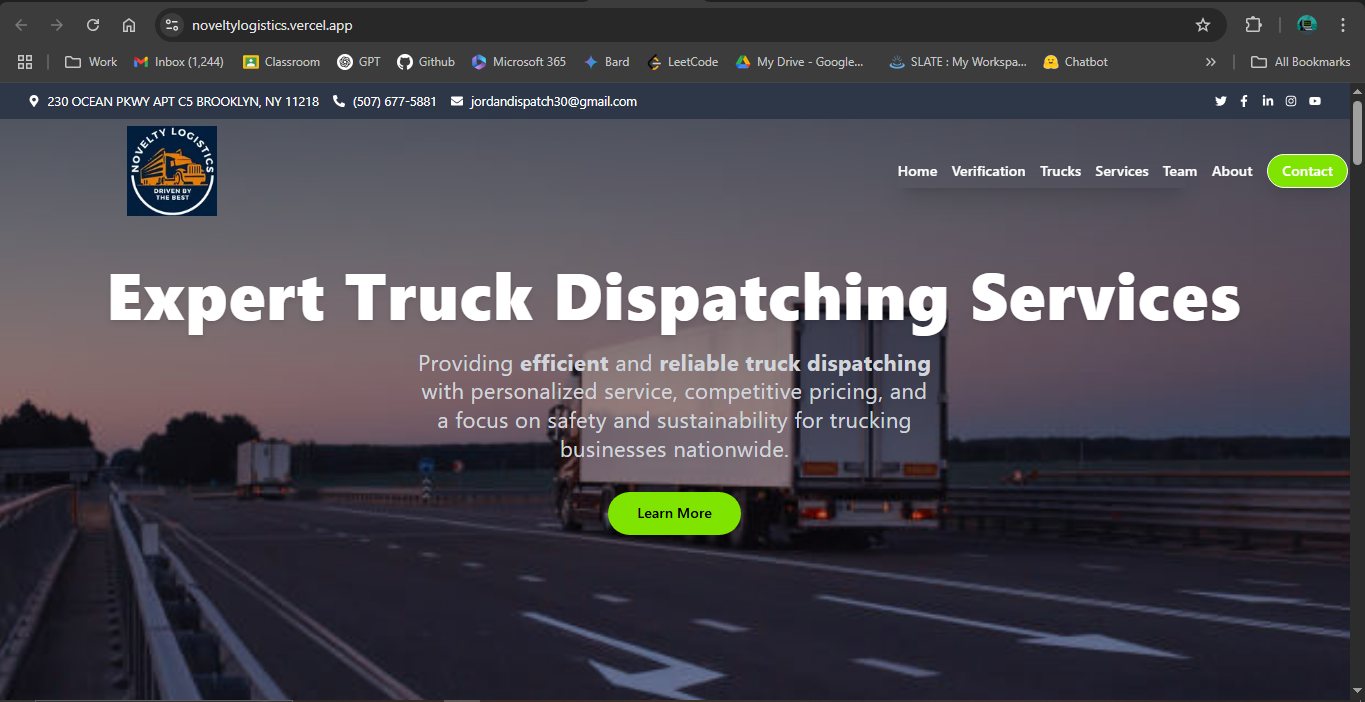 noveltylogistics.vercel.app
Work Inbox (1,244) Classroom GPT Github Microsoft 365 Bard LeetCode My Drive - Google... SLATE : My Workspa... Chatbot » All Bookmarks
230 OCEAN PKWY APT C5 BROOKLYN, NY 11218 (507) 677-5881 jordandispatch30@gmail.com
NOVELTY LOGISTICS
DRIVEN BY
THE BEST
Home Verification Trucks Services Team About Contact
Expert Truck Dispatching Services
Providing efficient and reliable truck dispatching
with personalized service, competitive pricing, and
a focus on safety and sustainability for trucking
businesses nationwide.
Learn More